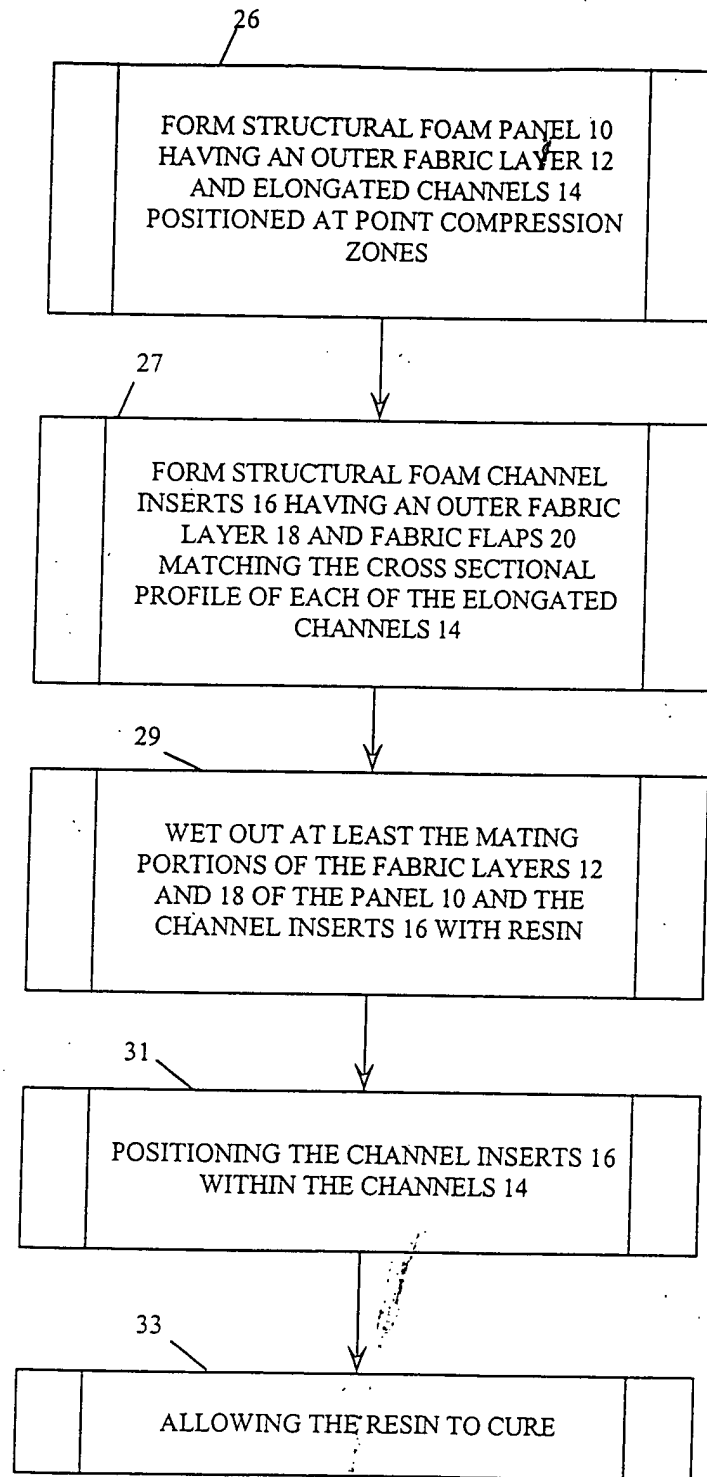 26
FORM STRUCTURAL FOAM PANEL 10
HAVING AN OUTER FABRIC LAYER 12
AND ELONGATED CHANNELS 14
POSITIONED AT POINT COMPRESSION
ZONES
27
FORM STRUCTURAL FOAM CHANNEL
INSERTS 16 HAVING AN OUTER FABRIC
LAYER 18 AND FABRIC FLAPS 20
MATCHING THE CROSS SECTIONAL
PROFILE OF EACH OF THE ELONGATED
CHANNELS 14
29
WET OUT AT LEAST THE MATING
PORTIONS OF THE FABRIC LAYERS 12
AND 18 OF THE PANEL 10 AND THE
CHANNEL INSERTS 16 WITH RESIN
31
POSITIONING THE CHANNEL INSERTS 16
WITHIN THE CHANNELS 14
33
ALLOWING THE RESIN TO CURE